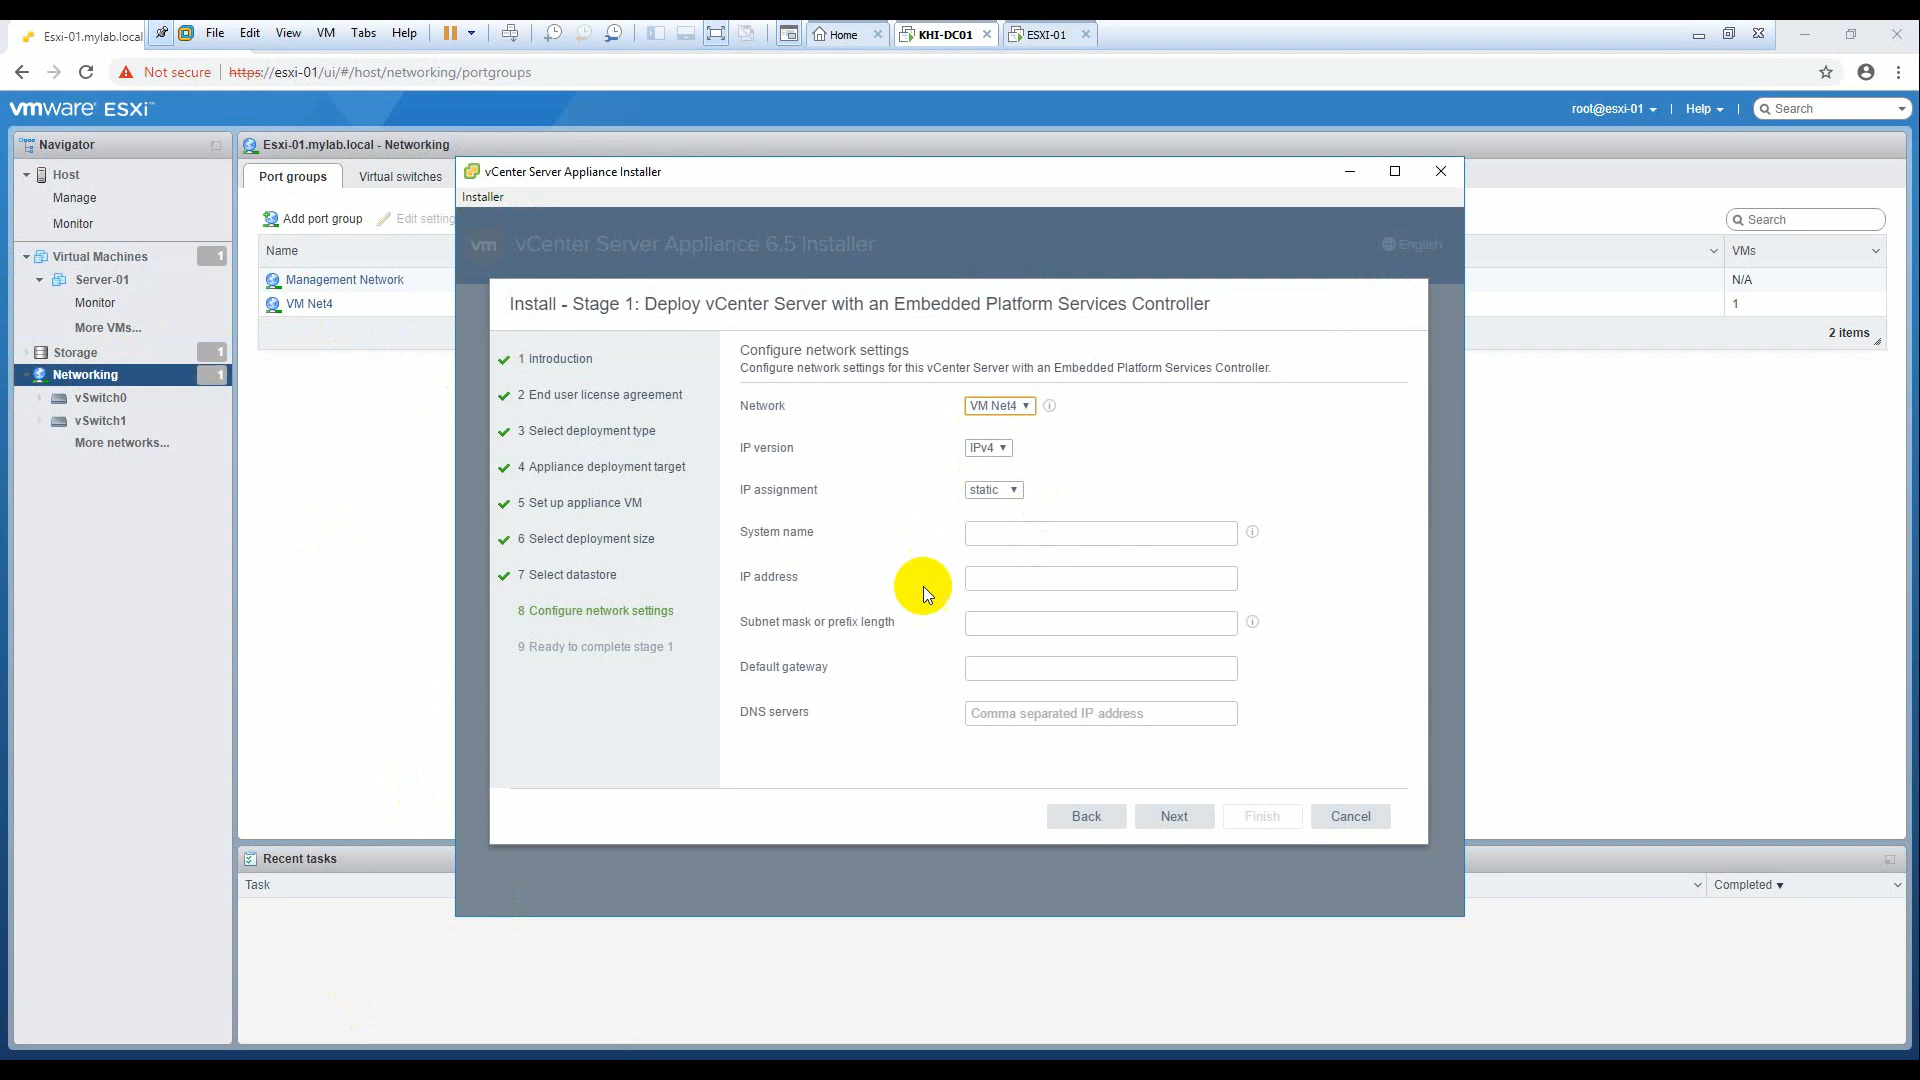 Esxi-01.mylab.local
File Edit View VM Tabs Help
Home
KHI-DC01
ESXI-01
Not secure
https://esxi-01/ui/#/host/networking/portgroups
vmware ESXi
root@esxi-01
Help
Search
Navigator
Host
Manage
Monitor
Virtual Machines 1
Server-01
Monitor
More VMs...
Storage 1
Networking 1
vSwitch0
vSwitch1
More networks...
Esxi-01.mylab.local - Networking
Port groups
Virtual switches
Add port group
Edit setting
Search
Name
VMs
Management Network
N/A
VM Net4
1
2 items
vCenter Server Appliance Installer
Installer
vm vCenter Server Appliance 6.5 Installer
English
Install - Stage 1: Deploy vCenter Server with an Embedded Platform Services Controller
1 Introduction
2 End user license agreement
3 Select deployment type
4 Appliance deployment target
5 Set up appliance VM
6 Select deployment size
7 Select datastore
8 Configure network settings
9 Ready to complete stage 1
Configure network settings
Configure network settings for this vCenter Server with an Embedded Platform Services Controller.
Network VM Net4
IP version IPv4
IP assignment static
System name
IP address
Subnet mask or prefix length
Default gateway
DNS servers Comma separated IP address
Back Next Finish Cancel
Recent tasks
Task
Completed